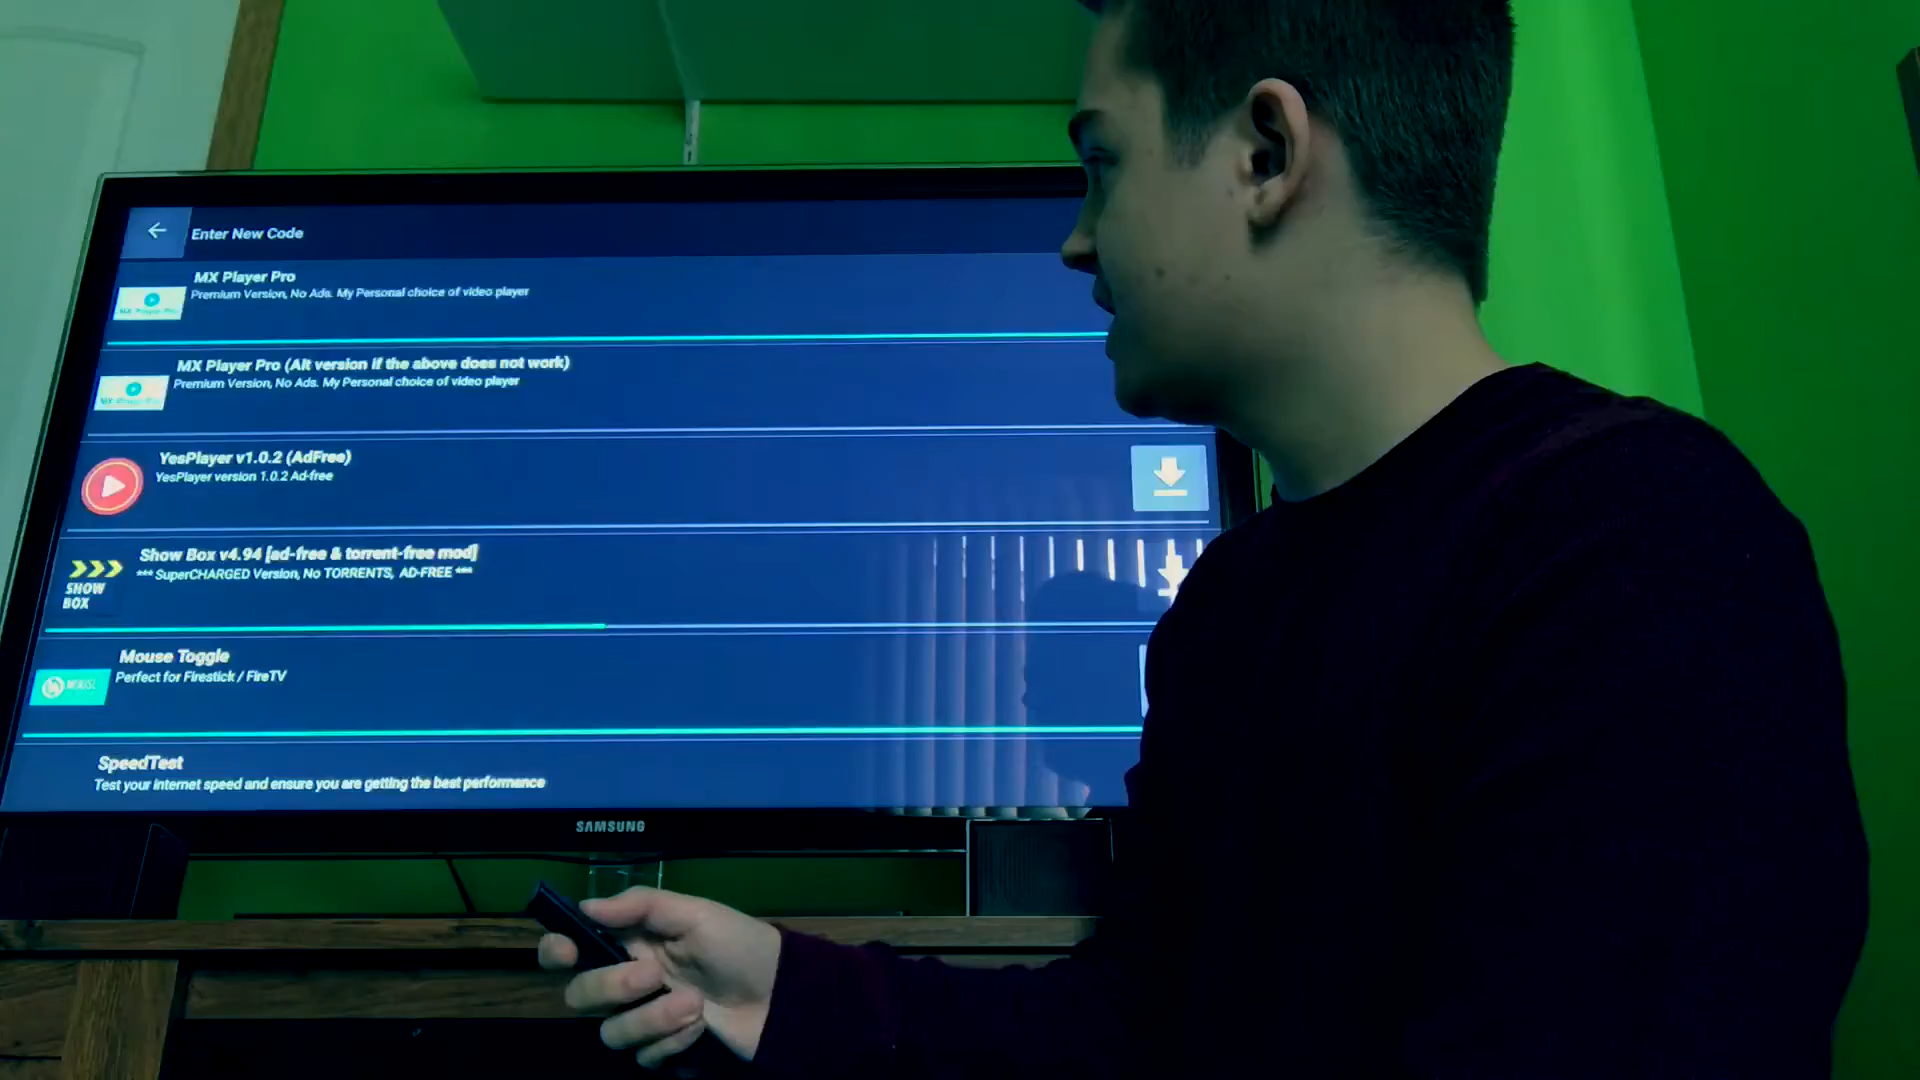 Enter New Code
MX Player Pro
Premium Version, No Ads. My Personal choice of video player
MX Player Pro
MX Player Pro (Alt version if the above does not work)
Premium Version, No Ads. My Personal choice of video player
YesPlayer v1.0.2 (AdFree)
YesPlayer version 1.0.2 Ad-free
Show Box v4.94 [ad-free & torrent-free mod]
*** SuperCHARGED Version, No TORRENTS, AD-FREE ***
SHOW
BOX
Mouse Toggle
Perfect for Firestick / FireTV
SpeedTest
Test your internet speed and ensure you are getting the best performance
SAMSUNG